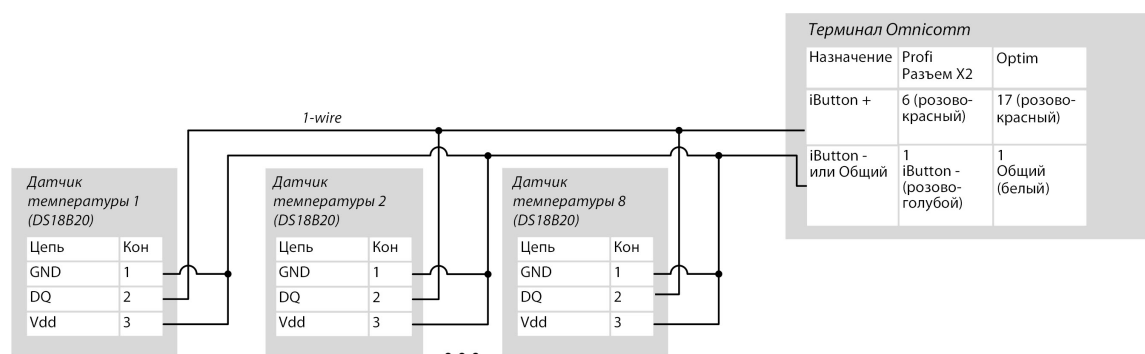 Терминал Omnicomm
Назначение
Profi
Разъем X2
Optim
iButton +
6 (розово-
красный)
17 (розово-
красный)
iButton -
или Общий
1
iButton -
(розово-
голубой)
1
Общий
(белый)
1-wire
Датчик
температуры 1
(DS18B20)
Цепь Кон
GND 1
DQ 2
Vdd 3
Датчик
температуры 2
(DS18B20)
Цепь Кон
GND 1
DQ 2
Vdd 3
Датчик
температуры 8
(DS18B20)
Цепь Кон
GND 1
DQ 2
Vdd 3